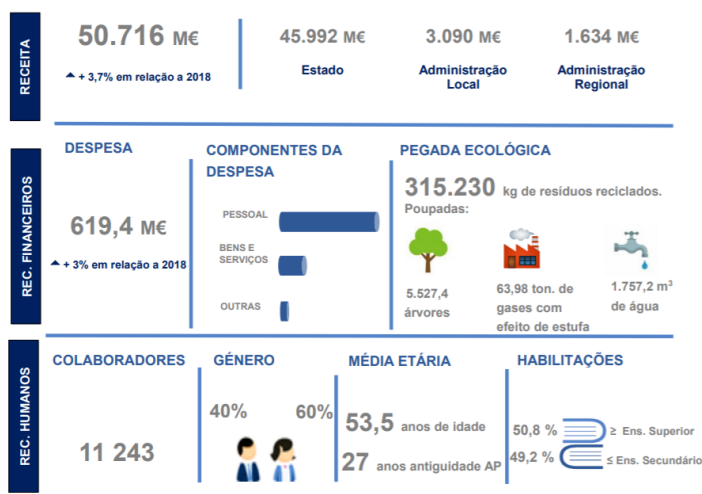 RECEITA
50.716 M€
+ 3,7% em relação a 2018
45.992 M€
Estado
3.090 M€
Administração
Local
1.634 M€
Administração
Regional
REC. FINANCEIROS
DESPESA
619,4 M€
+ 3% em relação a 2018
COMPONENTES DA
DESPESA
PESSOAL
BENS E
SERVIÇOS
OUTRAS
PEGADA ECOLÓGICA
315.230 kg de resíduos reciclados.
Poupadas:
5.527,4
árvores
63,98 ton. de
gases com
efeito de estufa
1.757,2 m³
de água
REC. HUMANOS
COLABORADORES
11 243
GÉNERO
40% 60%
MÉDIA ETÁRIA
53,5 anos de idade
27 anos antiguidade AP
HABILITAÇÕES
50,8 % ≥ Ens. Superior
49,2 % ≤ Ens. Secundário